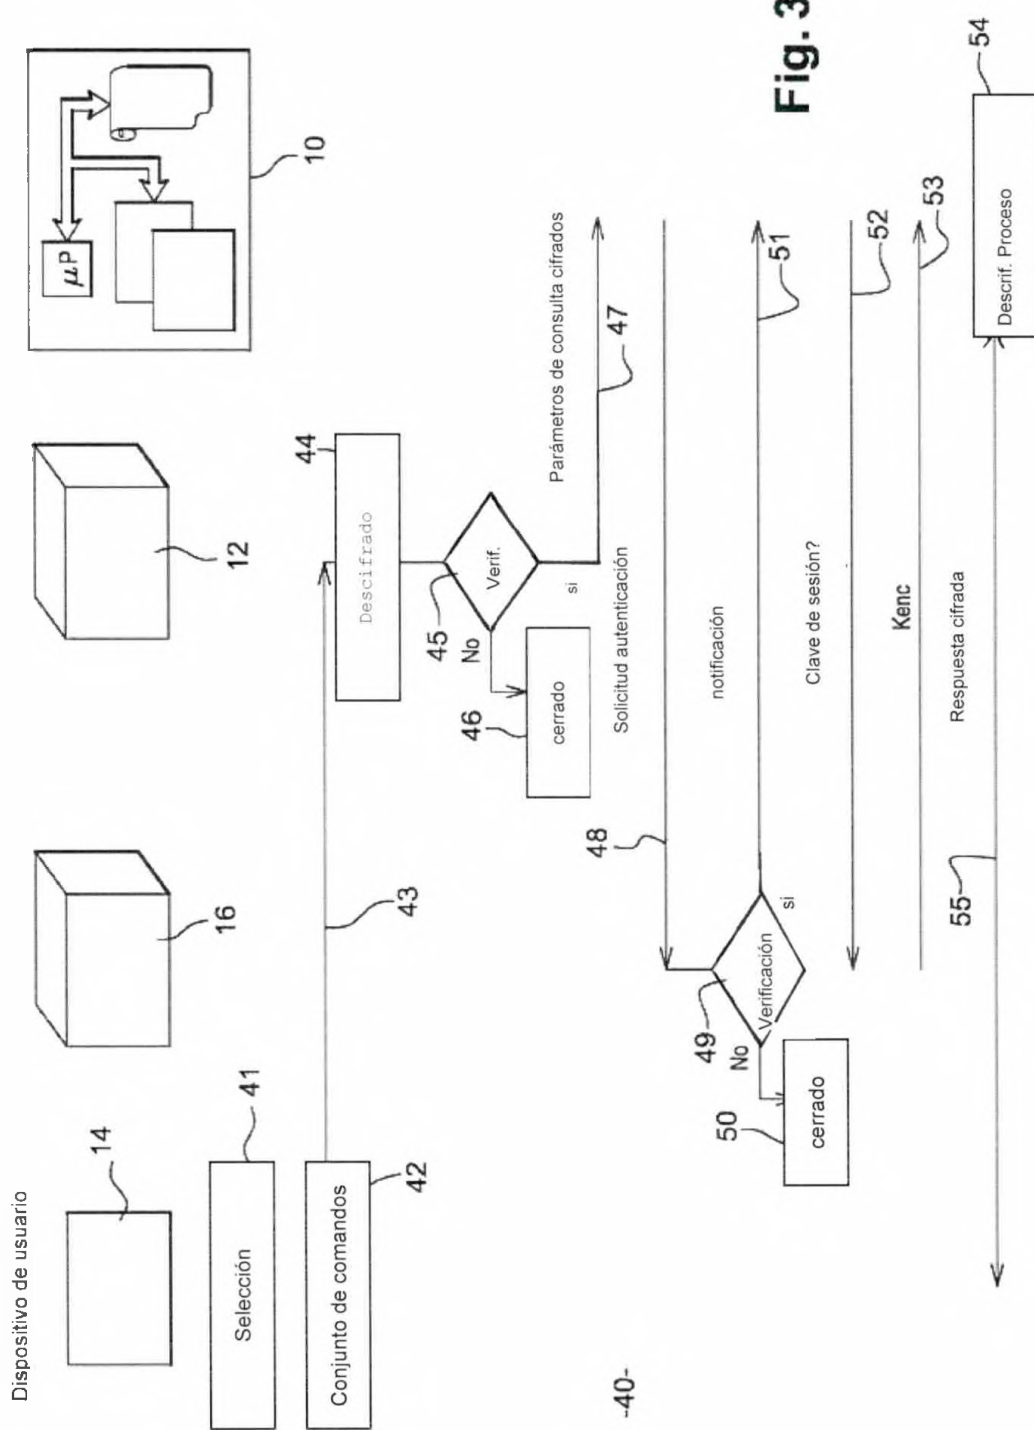 Dispositivo de usuario
14
16
12
10
μP
Selección
41
Conjunto de comandos
42
43
44
Descifrado
45
Verif.
No
si
46
cerrado
Parámetros de consulta cifrados
47
Solicitud autenticación
48
49
Verificación
No
si
50
cerrado
notificación
51
Clave de sesión?
52
Kenc
53
Respuesta cifrada
54
Descrif. Proceso
55
-40-
Fig. 3